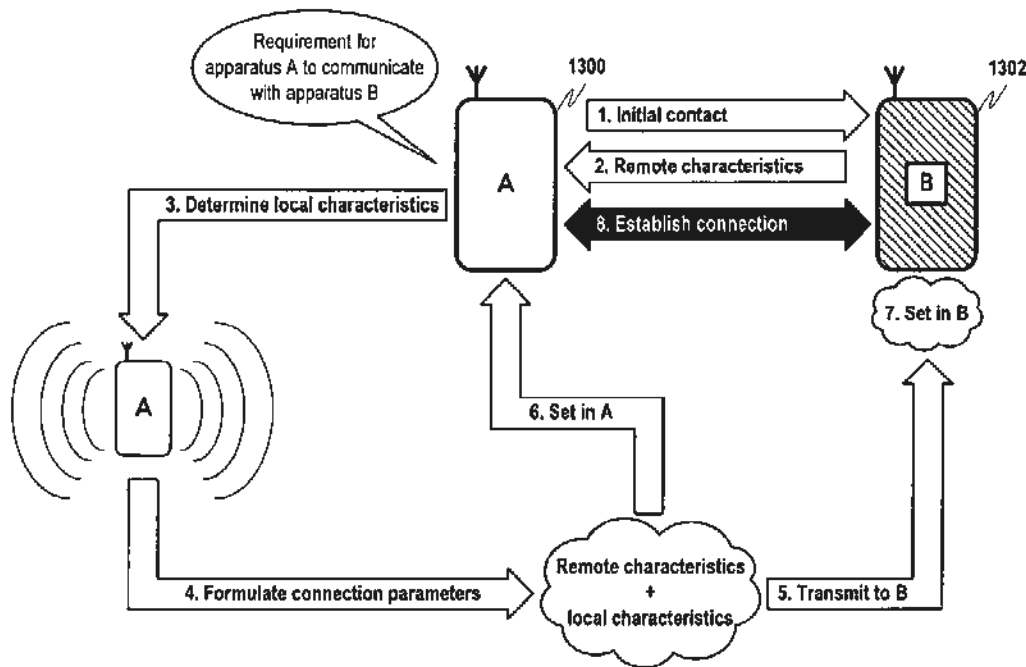 Requirement for
apparatus A to communicate
with apparatus B
1300
1302
1. Initial contact
2. Remote characteristics
A
B
3. Determine local characteristics
8. Establish connection
7. Set in B
A
6. Set in A
Remote characteristics
+
local characteristics
4. Formulate connection parameters
5. Transmit to B